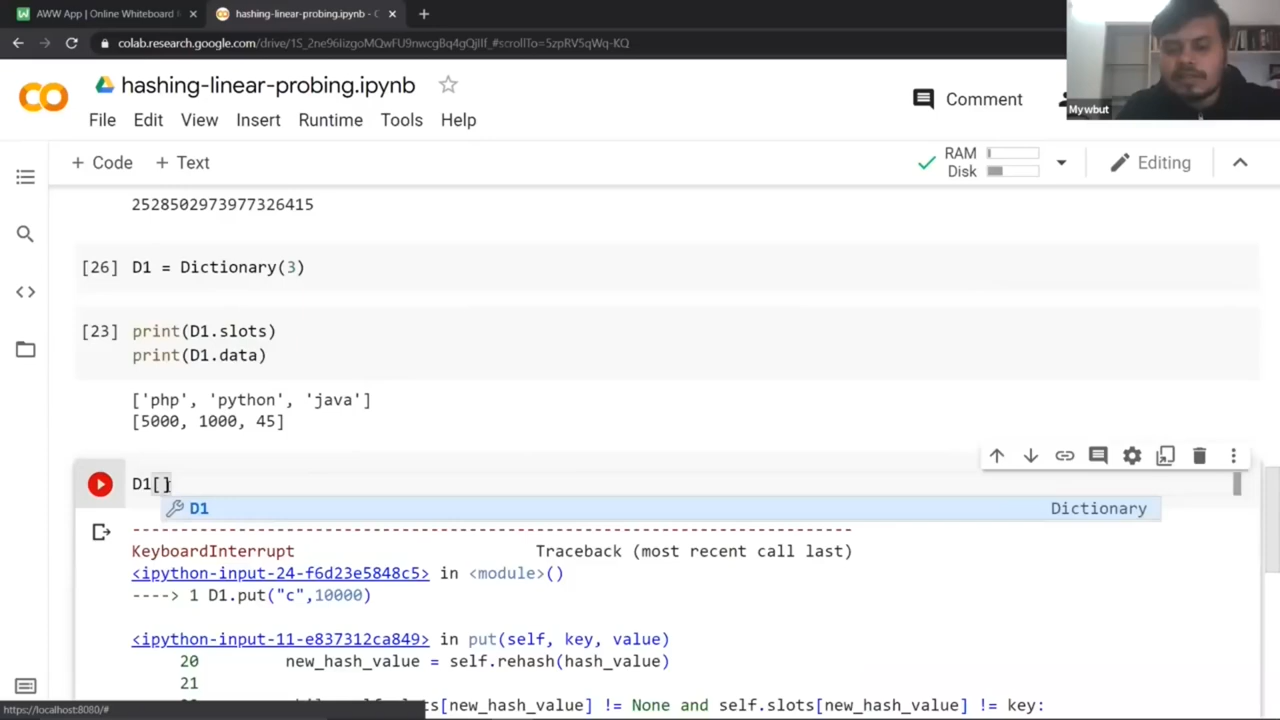 AWW App | Online Whiteboard
hashing-linear-probing.ipynb - C
colab.research.google.com/drive/1S_2ne96IizgoMQwFU9nwcgBq4gQjIIf_#scrollTo=5zpRV5qWq-KQ
hashing-linear-probing.ipynb
Comment
Mywbut
File Edit View Insert Runtime Tools Help
+ Code + Text
RAM
Disk
Editing
2528502973977326415
[26] D1 = Dictionary(3)
[23] print(D1.slots)
print(D1.data)
['php', 'python', 'java']
[5000, 1000, 45]
D1[]
D1 Dictionary
---------------------------------------------------------------------------
KeyboardInterrupt Traceback (most recent call last)
<ipython-input-24-f6d23e5848c5> in <module>()
----> 1 D1.put("c",10000)
<ipython-input-11-e837312ca849> in put(self, key, value)
20 new_hash_value = self.rehash(hash_value)
21
[new_hash_value] != None and self.slots[new_hash_value] != key:
https://localhost:8080/#